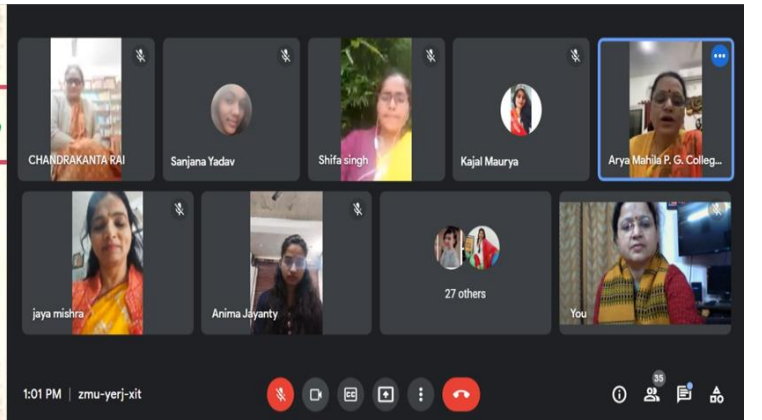 CHANDRAKANTA RAI
Sanjana Yadav
Shifa singh
Kajal Maurya
Arya Mahila P. G. Colleg...
jaya mishra
Anima Jayanty
27 others
You
1:01 PM | zmu-yerj-xit
CC
35